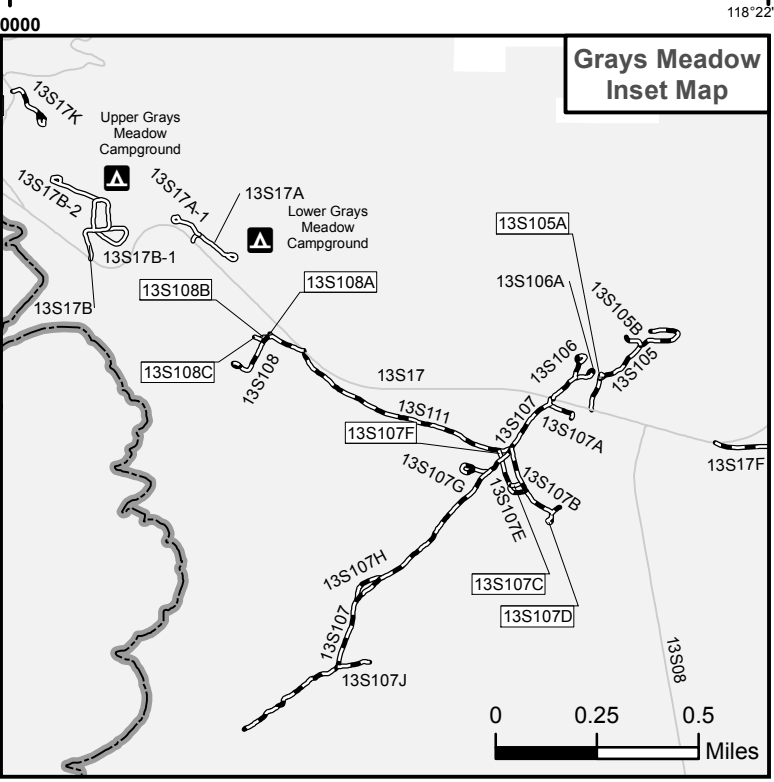 118°22'
0000
Grays Meadow
Inset Map
13S17K
Upper Grays
Meadow
Campground
13S17B-2
13S17A-1
13S17A
Lower Grays
Meadow
Campground
13S105A
13S17B-1
13S108B
13S108A
13S106A
13S105B
13S17B
13S108C
13S108
13S17
13S106
13S105
13S111
13S107
13S107F
13S107A
13S107G
13S107B
13S17F
13S107E
13S107H
13S107C
13S107D
13S107
13S107J
13S08
0 0.25 0.5
Miles